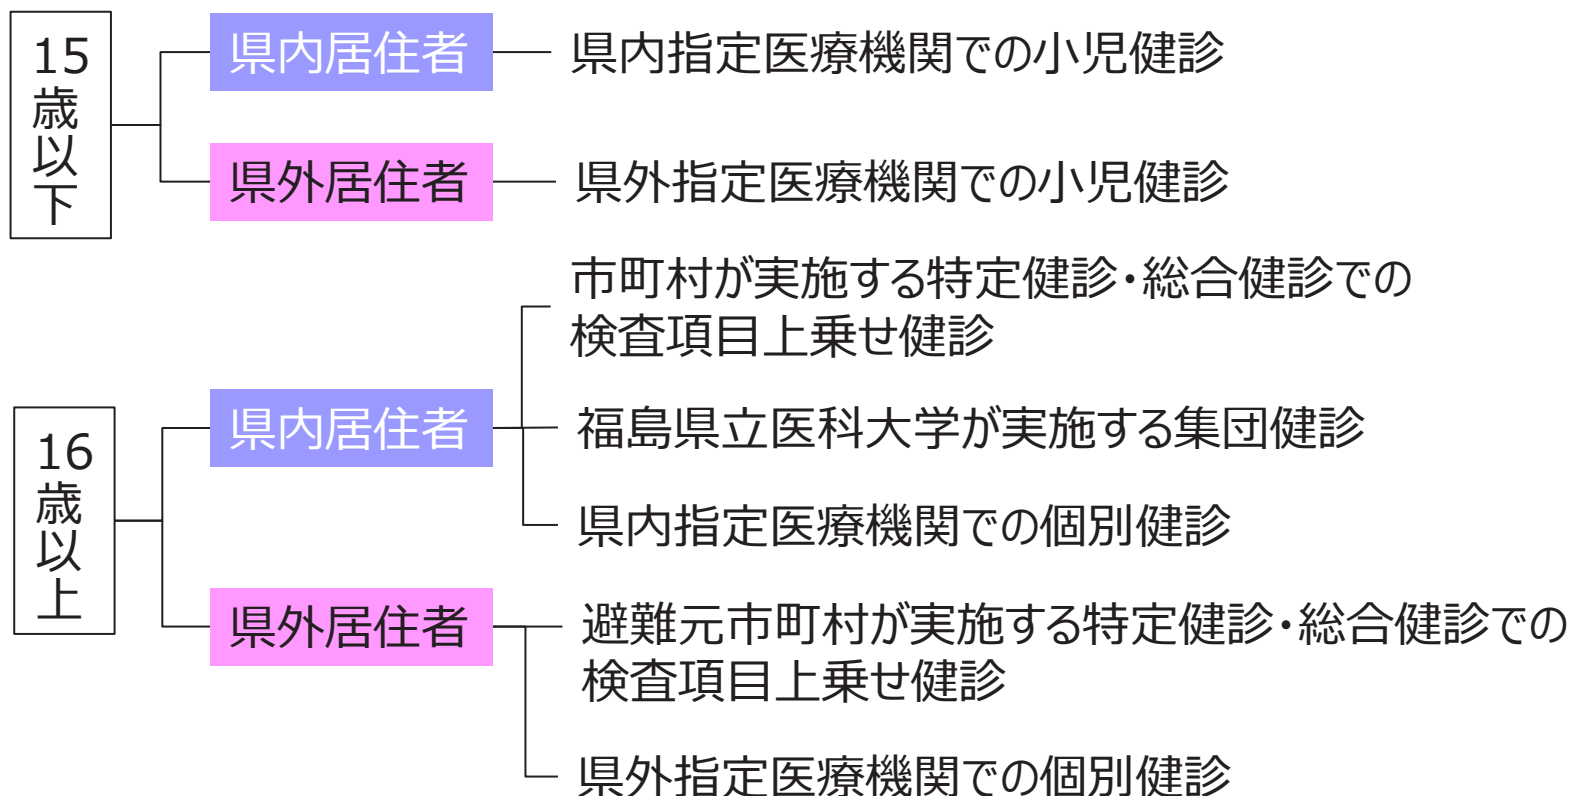 15歳以下
県内居住者
県内指定医療機関での小児健診
県外居住者
県外指定医療機関での小児健診
16歳以上
県内居住者
市町村が実施する特定健診・総合健診での
検査項目上乗せ健診
福島県立医科大学が実施する集団健診
県内指定医療機関での個別健診
県外居住者
避難元市町村が実施する特定健診・総合健診での
検査項目上乗せ健診
県外指定医療機関での個別健診